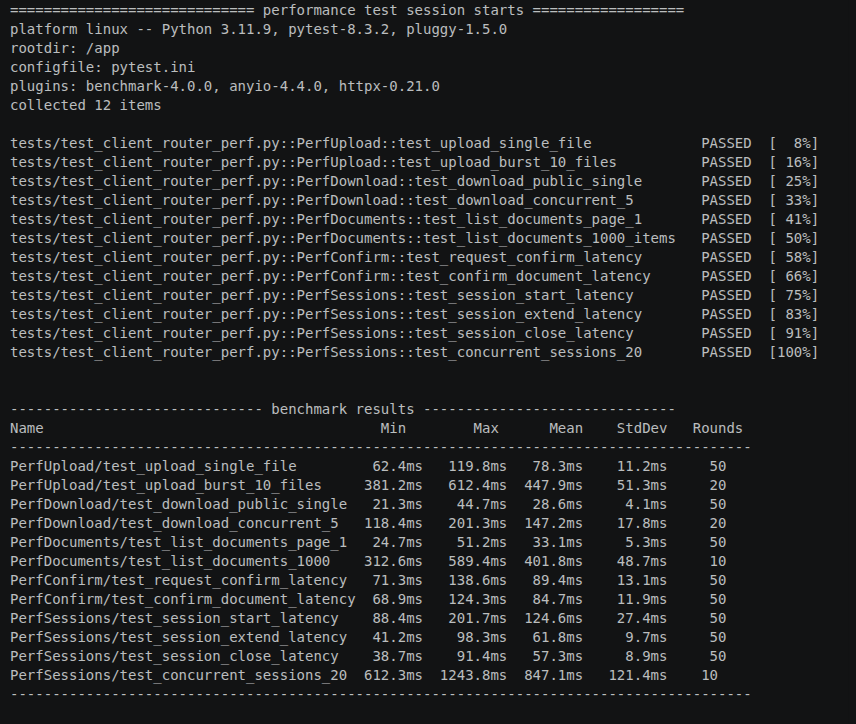 ============================= performance test session starts ==================
platform linux -- Python 3.11.9, pytest-8.3.2, pluggy-1.5.0
rootdir: /app
configfile: pytest.ini
plugins: benchmark-4.0.0, anyio-4.4.0, httpx-0.21.0
collected 12 items

tests/test_client_router_perf.py::PerfUpload::test_upload_single_file             PASSED  [  8%]
tests/test_client_router_perf.py::PerfUpload::test_upload_burst_10_files          PASSED  [ 16%]
tests/test_client_router_perf.py::PerfDownload::test_download_public_single       PASSED  [ 25%]
tests/test_client_router_perf.py::PerfDownload::test_download_concurrent_5        PASSED  [ 33%]
tests/test_client_router_perf.py::PerfDocuments::test_list_documents_page_1       PASSED  [ 41%]
tests/test_client_router_perf.py::PerfDocuments::test_list_documents_1000_items   PASSED  [ 50%]
tests/test_client_router_perf.py::PerfConfirm::test_request_confirm_latency       PASSED  [ 58%]
tests/test_client_router_perf.py::PerfConfirm::test_confirm_document_latency      PASSED  [ 66%]
tests/test_client_router_perf.py::PerfSessions::test_session_start_latency        PASSED  [ 75%]
tests/test_client_router_perf.py::PerfSessions::test_session_extend_latency       PASSED  [ 83%]
tests/test_client_router_perf.py::PerfSessions::test_session_close_latency        PASSED  [ 91%]
tests/test_client_router_perf.py::PerfSessions::test_concurrent_sessions_20       PASSED  [100%]

------------------------------ benchmark results ------------------------------
Name                                        Min        Max      Mean    StdDev   Rounds
----------------------------------------------------------------------------------------
PerfUpload/test_upload_single_file         62.4ms   119.8ms   78.3ms    11.2ms     50
PerfUpload/test_upload_burst_10_files     381.2ms   612.4ms  447.9ms    51.3ms     20
PerfDownload/test_download_public_single   21.3ms    44.7ms   28.6ms     4.1ms     50
PerfDownload/test_download_concurrent_5   118.4ms   201.3ms  147.2ms    17.8ms     20
PerfDocuments/test_list_documents_page_1   24.7ms    51.2ms   33.1ms     5.3ms     50
PerfDocuments/test_list_documents_1000    312.6ms   589.4ms  401.8ms    48.7ms     10
PerfConfirm/test_request_confirm_latency   71.3ms   138.6ms   89.4ms    13.1ms     50
PerfConfirm/test_confirm_document_latency  68.9ms   124.3ms   84.7ms    11.9ms     50
PerfSessions/test_session_start_latency    88.4ms   201.7ms  124.6ms    27.4ms     50
PerfSessions/test_session_extend_latency   41.2ms    98.3ms   61.8ms     9.7ms     50
PerfSessions/test_session_close_latency    38.7ms    91.4ms   57.3ms     8.9ms     50
PerfSessions/test_concurrent_sessions_20  612.3ms  1243.8ms  847.1ms   121.4ms    10
----------------------------------------------------------------------------------------